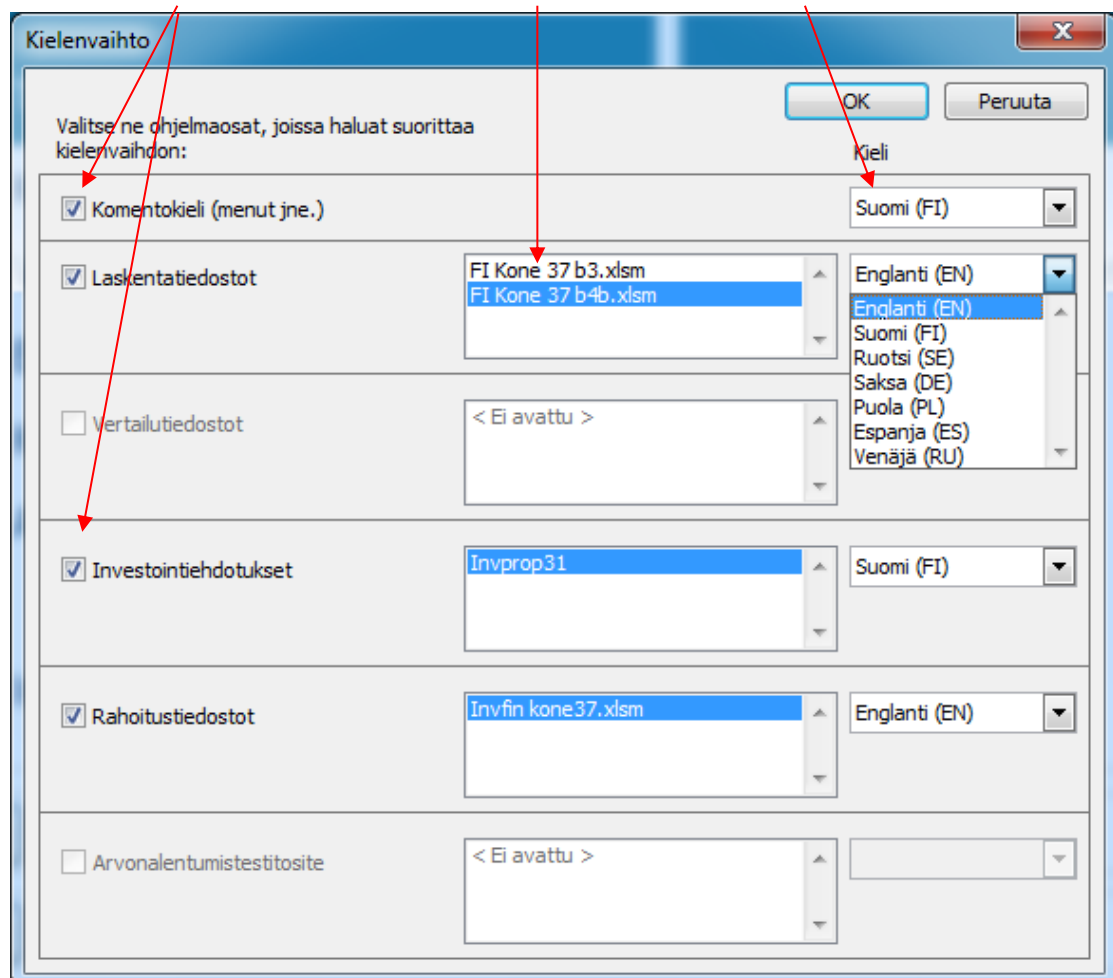 Kielenvaihto
x
OK
Peruuta
Valitse ne ohjelmaosat, joissa haluat suorittaa
kielenvaihdon:
Kieli
Komentokieli (menut jne.)
Suomi (FI)
Laskentatiedostot
FI Kone 37 b3.xlsm
FI Kone 37 b4b.xlsm
Englanti (EN)
Englanti (EN)
Suomi (FI)
Ruotsi (SE)
Saksa (DE)
Puola (PL)
Espanja (ES)
Venäjä (RU)
Vertailutiedostot
< Ei avattu >
Investointiehdotukset
Invprop31
Suomi (FI)
Rahoitustiedostot
Invfin kone37.xlsm
Englanti (EN)
Arvonalentumistestitosite
< Ei avattu >